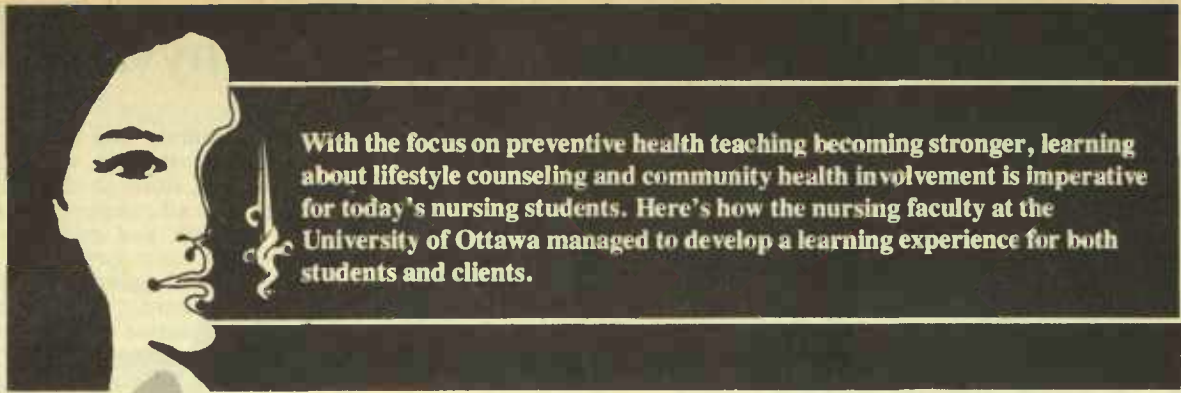 With the focus on preventive health teaching becoming stronger, learning
about lifestyle counseling and community health involvement is imperative
for today's nursing students. Here's how the nursing faculty at the
University of Ottawa managed to develop a learning experience for both
students and clients.